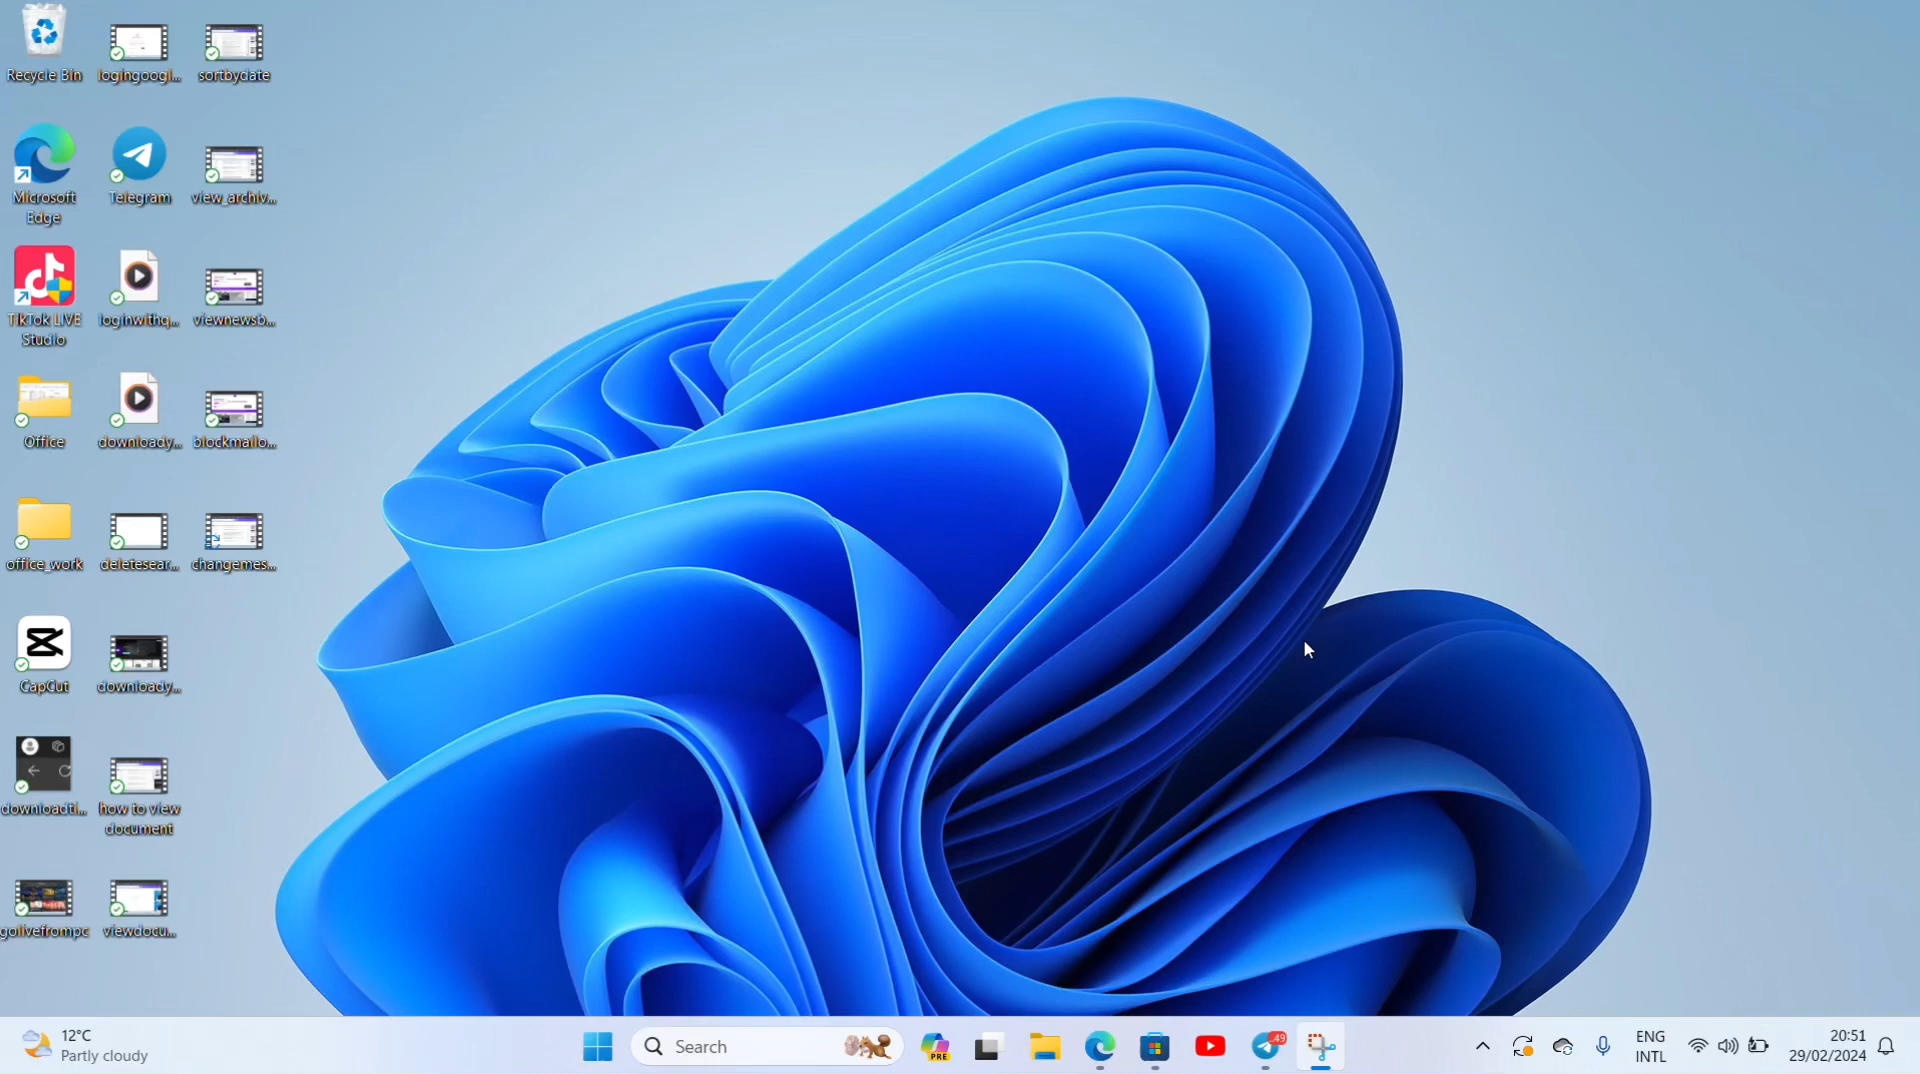 Recycle Bin
logingoogl...
sortbydate
Microsoft
Edge
Telegram
view_archiv...
TikTok LIVE
Studio
loginwithq...
viewnewsb...
Office
downloady...
blockmailo...
office_work
deletesear...
changemes...
CapCut
downloady...
downloadti...
how to view
document
golivefrompc
viewdocu...
12°C
Partly cloudy
Search
PRE
49
ENG
INTL
20:51
29/02/2024